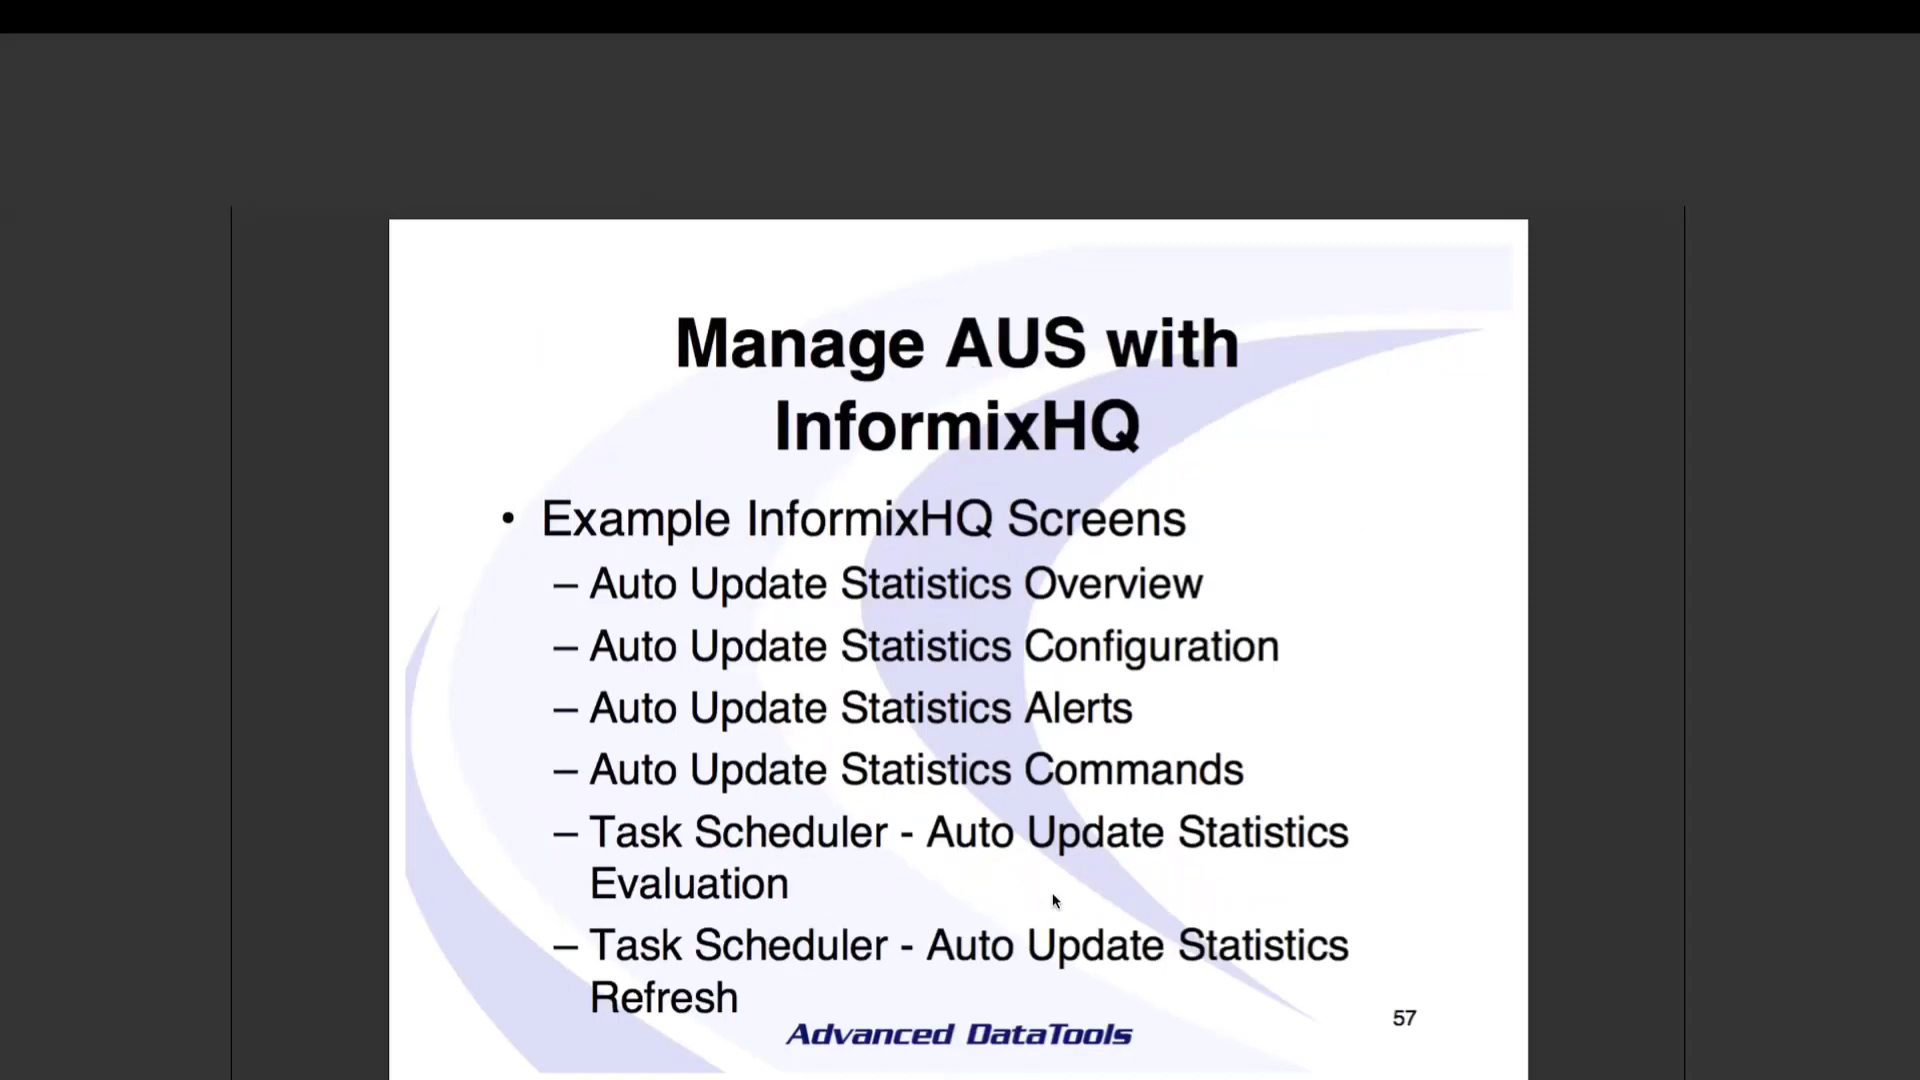 Manage AUS with
InformixHQ
• Example InformixHQ Screens
– Auto Update Statistics Overview
– Auto Update Statistics Configuration
– Auto Update Statistics Alerts
– Auto Update Statistics Commands
– Task Scheduler - Auto Update Statistics
Evaluation
– Task Scheduler - Auto Update Statistics
Refresh
Advanced DataTools
57